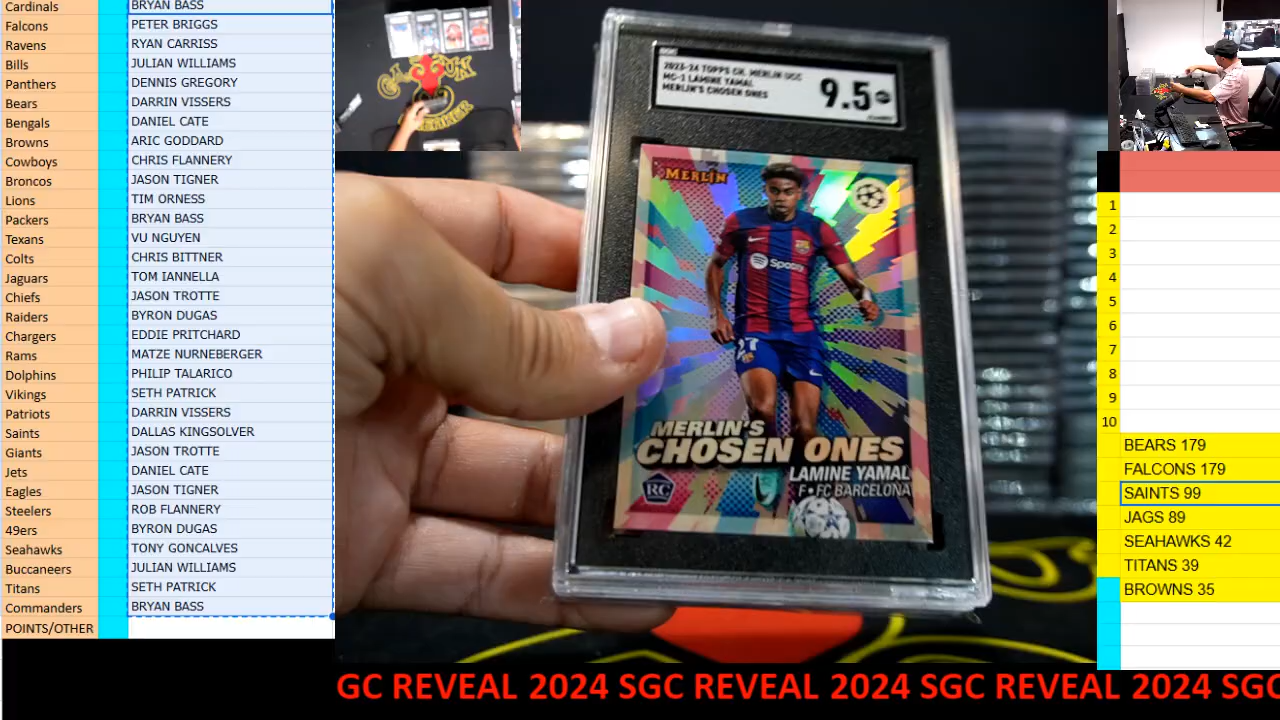 Cardinals BRYAN BASS
Falcons PETER BRIGGS
Ravens RYAN CARRISS
Bills JULIAN WILLIAMS
Panthers DENNIS GREGORY
Bears DARRIN VISSERS
Bengals DANIEL CATE
Browns ARIC GODDARD
Cowboys CHRIS FLANNERY
Broncos JASON TIGNER
Lions TIM ORNESS
Packers BRYAN BASS
Texans VU NGUYEN
Colts CHRIS BITTNER
Jaguars TOM IANNELLA
Chiefs JASON TROTTE
Raiders BYRON DUGAS
Chargers EDDIE PRITCHARD
Rams MATZE NURNEBERGER
Dolphins PHILIP TALARICO
Vikings SETH PATRICK
Patriots DARRIN VISSERS
Saints DALLAS KINGSOLVER
Giants JASON TROTTE
Jets DANIEL CATE
Eagles JASON TIGNER
Steelers ROB FLANNERY
49ers BYRON DUGAS
Seahawks TONY GONCALVES
Buccaneers JULIAN WILLIAMS
Titans SETH PATRICK
Commanders BRYAN BASS
POINTS/OTHER
2023-24 TOPPS CH. MERLIN UCC
MC-1 LAMINE YAMAL
MERLIN'S CHOSEN ONES
9.5
MERLIN
Spotify
27
MERLIN'S
CHOSEN ONES
LAMINE YAMAL
F • FC BARCELONA
RC
1
2
3
4
5
6
7
8
9
10
BEARS 179
FALCONS 179
SAINTS 99
JAGS 89
SEAHAWKS 42
TITANS 39
BROWNS 35
GC REVEAL 2024 SGC REVEAL 2024 SGC REVEAL 2024 SGC